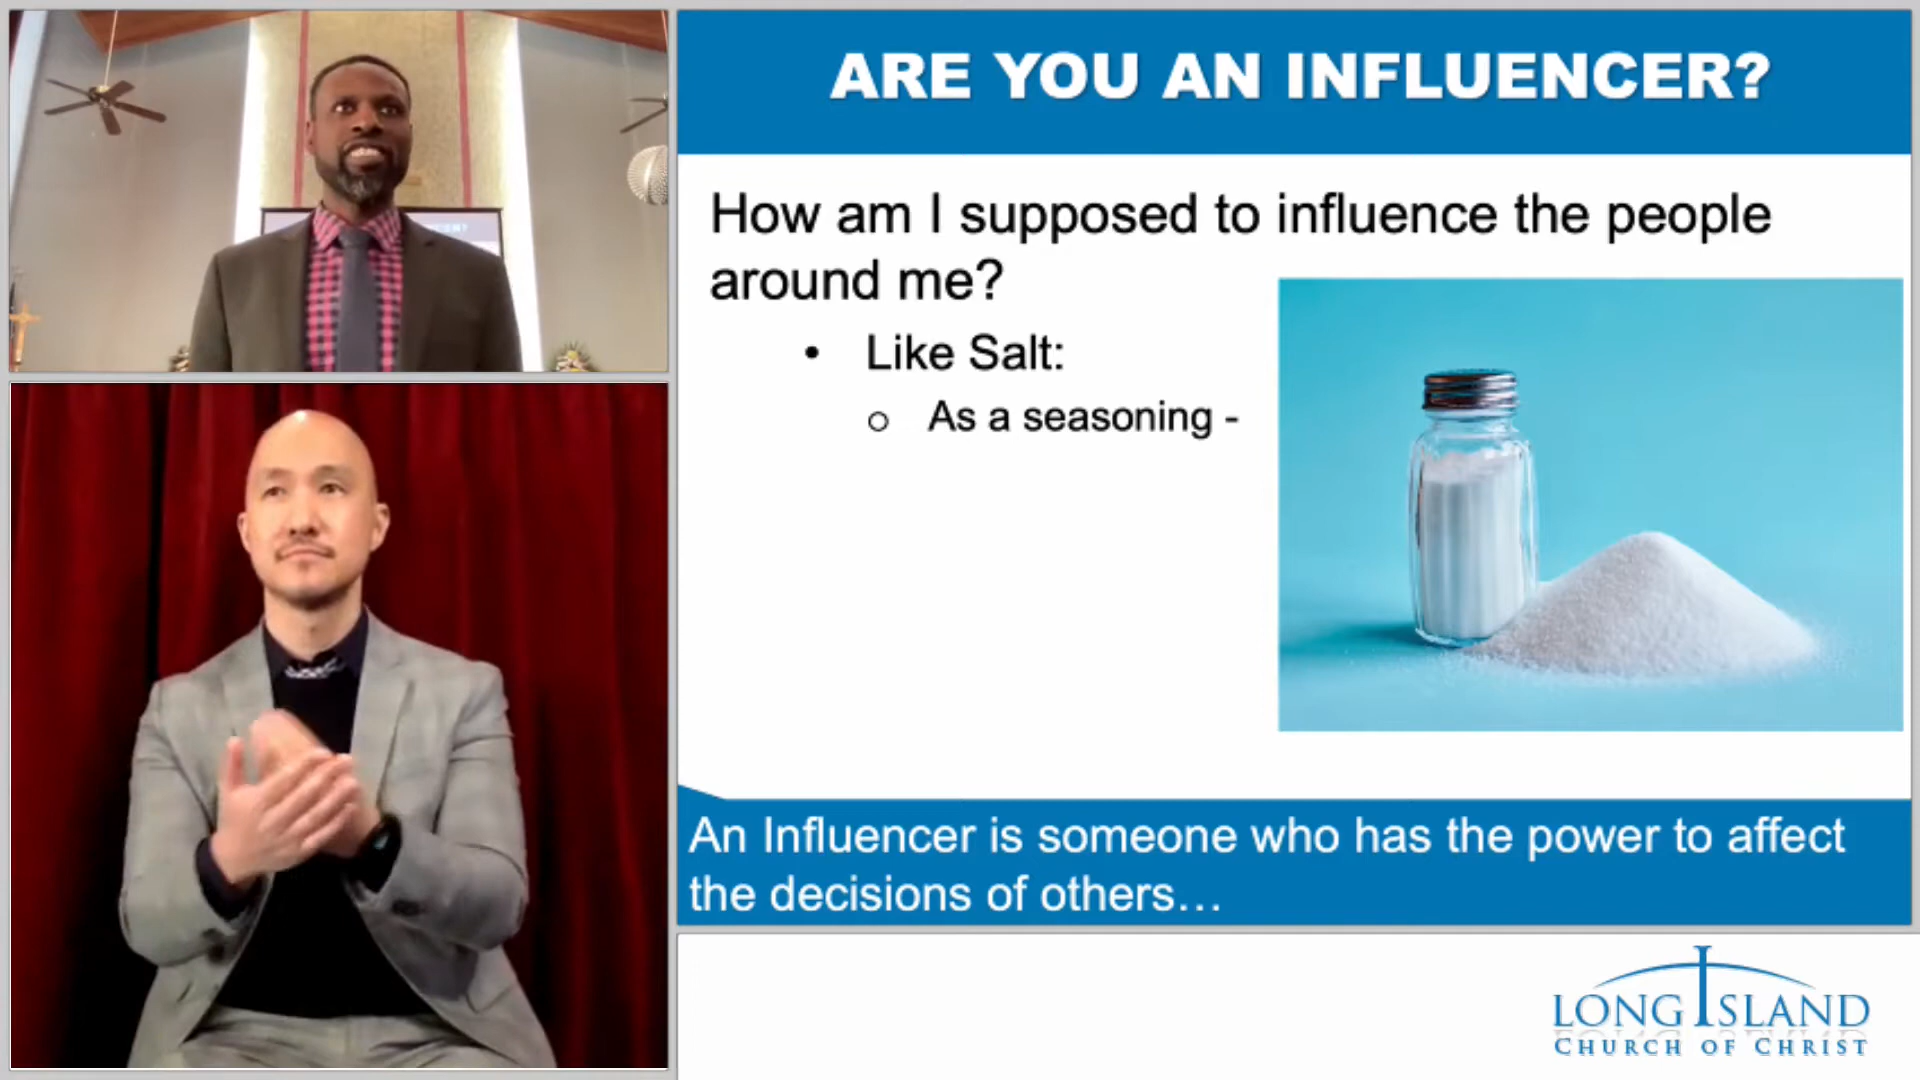 ARE YOU AN INFLUENCER?
How am I supposed to influence the people
around me?
• Like Salt:
o As a seasoning -
An Influencer is someone who has the power to affect
the decisions of others…
LONG ISLAND
CHURCH OF CHRIST